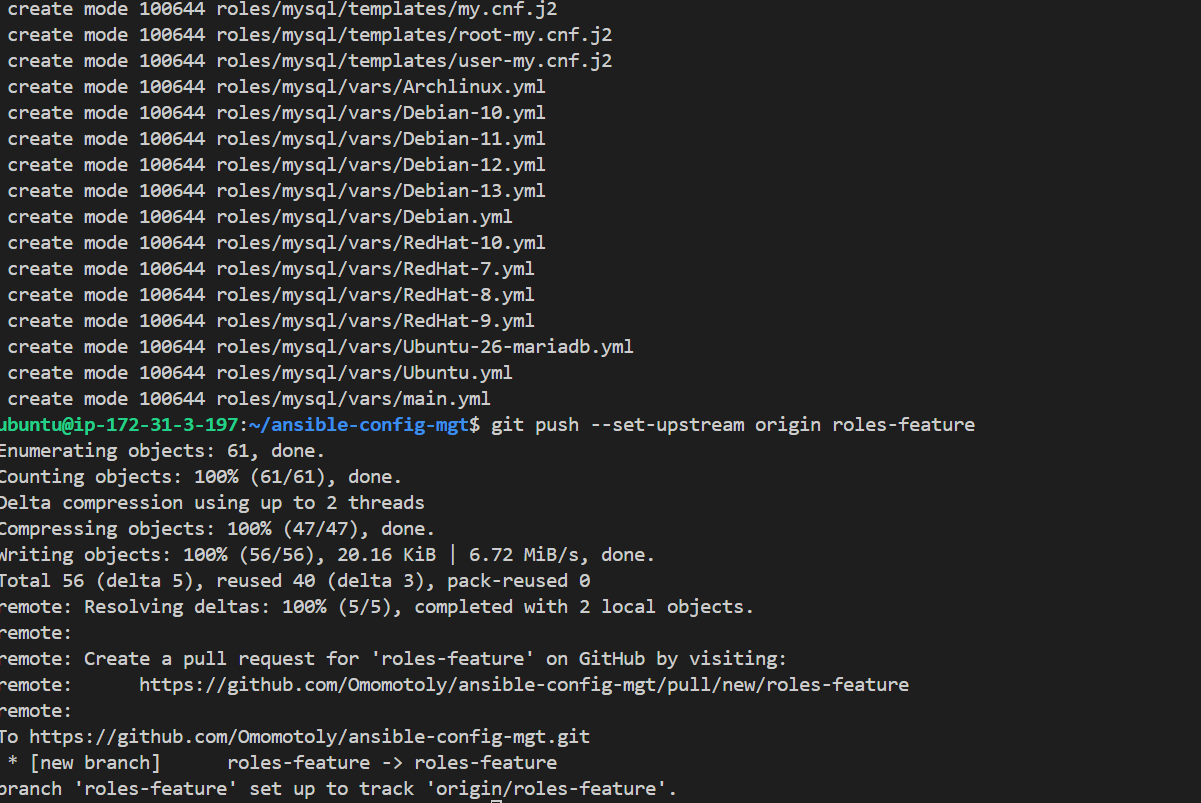 create mode 100644 roles/mysql/templates/my.cnf.j2
create mode 100644 roles/mysql/templates/root-my.cnf.j2
create mode 100644 roles/mysql/templates/user-my.cnf.j2
create mode 100644 roles/mysql/vars/Archlinux.yml
create mode 100644 roles/mysql/vars/Debian-10.yml
create mode 100644 roles/mysql/vars/Debian-11.yml
create mode 100644 roles/mysql/vars/Debian-12.yml
create mode 100644 roles/mysql/vars/Debian-13.yml
create mode 100644 roles/mysql/vars/Debian.yml
create mode 100644 roles/mysql/vars/RedHat-10.yml
create mode 100644 roles/mysql/vars/RedHat-7.yml
create mode 100644 roles/mysql/vars/RedHat-8.yml
create mode 100644 roles/mysql/vars/RedHat-9.yml
create mode 100644 roles/mysql/vars/Ubuntu-26-mariadb.yml
create mode 100644 roles/mysql/vars/Ubuntu.yml
create mode 100644 roles/mysql/vars/main.yml
ubuntu@ip-172-31-3-197:~/ansible-config-mgt$ git push --set-upstream origin roles-feature
Enumerating objects: 61, done.
Counting objects: 100% (61/61), done.
Delta compression using up to 2 threads
Compressing objects: 100% (47/47), done.
Writing objects: 100% (56/56), 20.16 KiB | 6.72 MiB/s, done.
Total 56 (delta 5), reused 40 (delta 3), pack-reused 0
remote: Resolving deltas: 100% (5/5), completed with 2 local objects.
remote:
remote: Create a pull request for 'roles-feature' on GitHub by visiting:
remote:      https://github.com/Omomotoly/ansible-config-mgt/pull/new/roles-feature
remote:
To https://github.com/Omomotoly/ansible-config-mgt.git
 * [new branch]      roles-feature -> roles-feature
branch 'roles-feature' set up to track 'origin/roles-feature'.